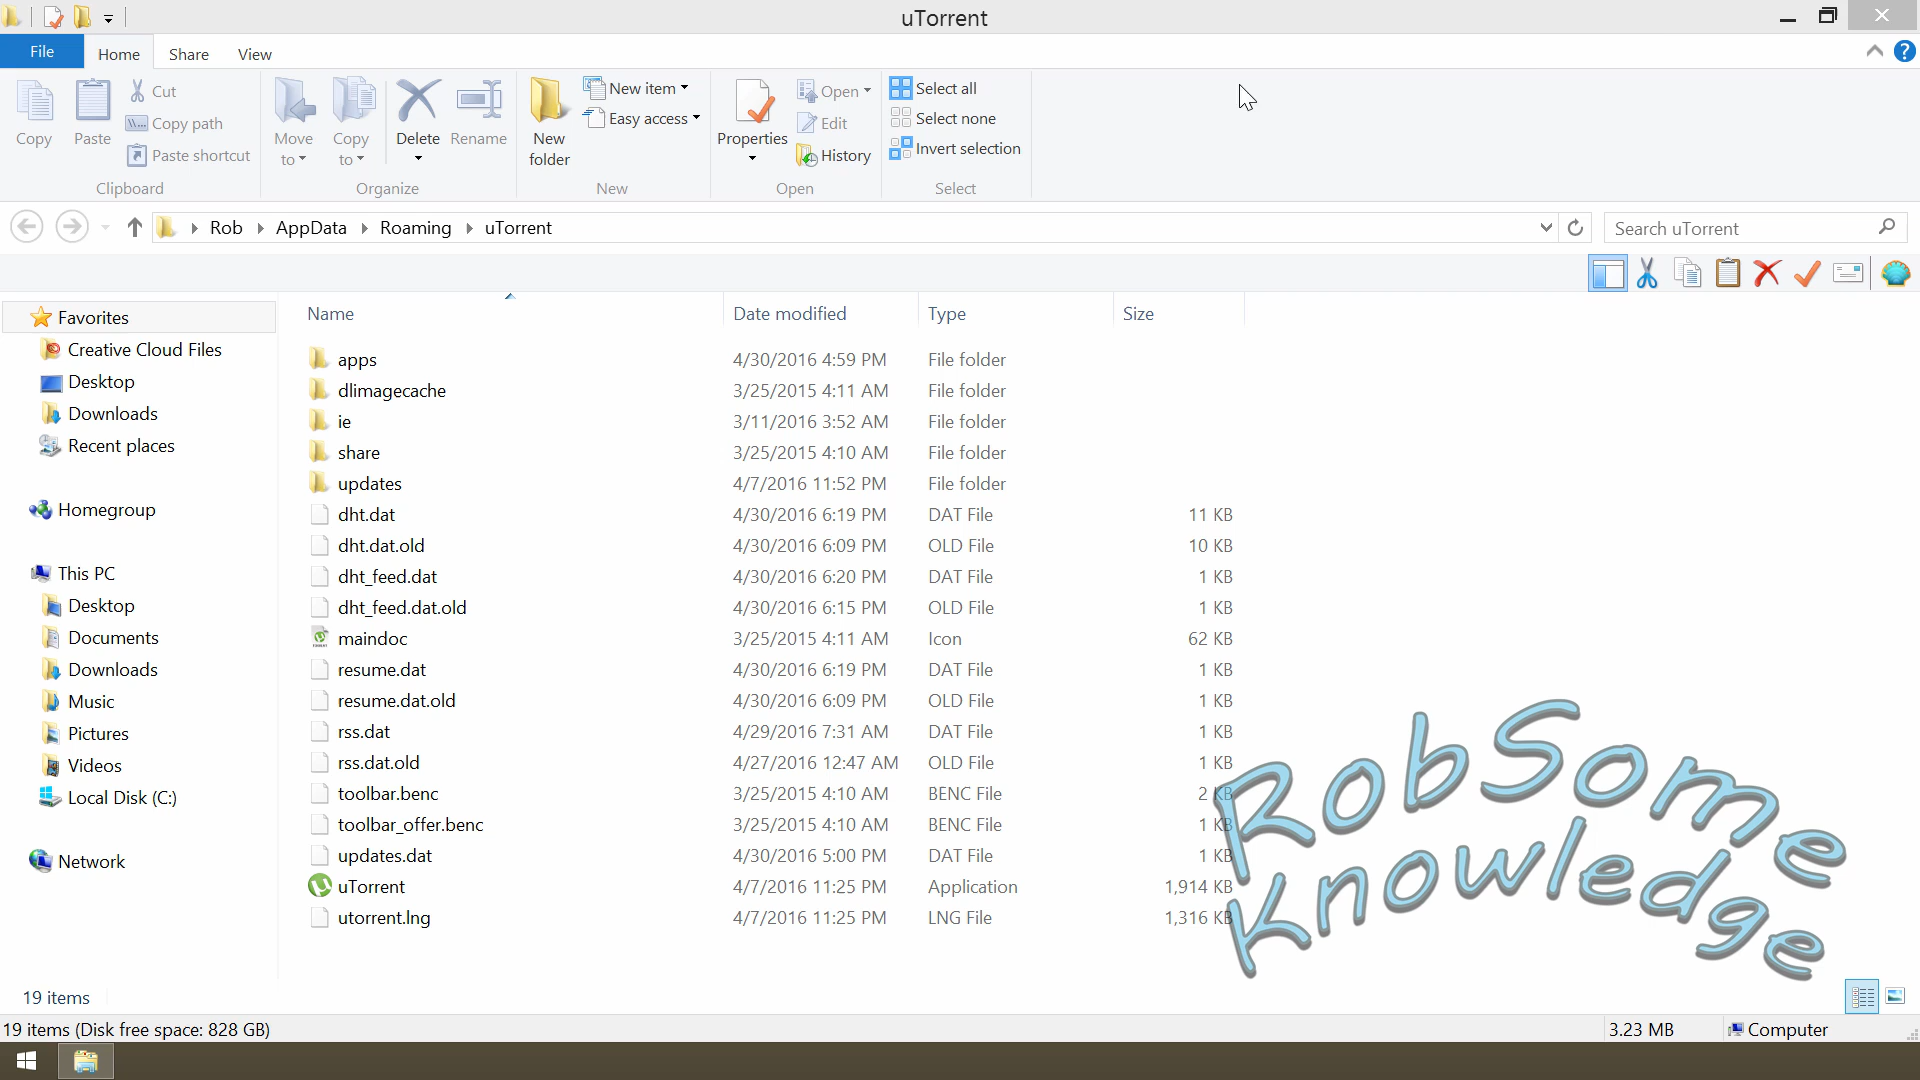 uTorrent
File Home Share View
Copy
Paste
Cut
Copy path
Paste shortcut
Clipboard
Move to
Copy to
Delete
Rename
Organize
New folder
New item
Easy access
New
Properties
Open
Edit
History
Open
Select all
Select none
Invert selection
Select
Rob AppData Roaming uTorrent
Search uTorrent
Favorites
Creative Cloud Files
Desktop
Downloads
Recent places
Homegroup
This PC
Desktop
Documents
Downloads
Music
Pictures
Videos
Local Disk (C:)
Network
Name Date modified Type Size
apps 4/30/2016 4:59 PM File folder
dlimagecache 3/25/2015 4:11 AM File folder
ie 3/11/2016 3:52 AM File folder
share 3/25/2015 4:10 AM File folder
updates 4/7/2016 11:52 PM File folder
dht.dat 4/30/2016 6:19 PM DAT File 11 KB
dht.dat.old 4/30/2016 6:09 PM OLD File 10 KB
dht_feed.dat 4/30/2016 6:20 PM DAT File 1 KB
dht_feed.dat.old 4/30/2016 6:15 PM OLD File 1 KB
maindoc 3/25/2015 4:11 AM Icon 62 KB
resume.dat 4/30/2016 6:19 PM DAT File 1 KB
resume.dat.old 4/30/2016 6:09 PM OLD File 1 KB
rss.dat 4/29/2016 7:31 AM DAT File 1 KB
rss.dat.old 4/27/2016 12:47 AM OLD File 1 KB
toolbar.benc 3/25/2015 4:10 AM BENC File 2 KB
toolbar_offer.benc 3/25/2015 4:10 AM BENC File 1 KB
updates.dat 4/30/2016 5:00 PM DAT File 1 KB
uTorrent 4/7/2016 11:25 PM Application 1,914 KB
utorrent.lng 4/7/2016 11:25 PM LNG File 1,316 KB
RobSome
Knowledge
19 items
19 items (Disk free space: 828 GB) 3.23 MB Computer